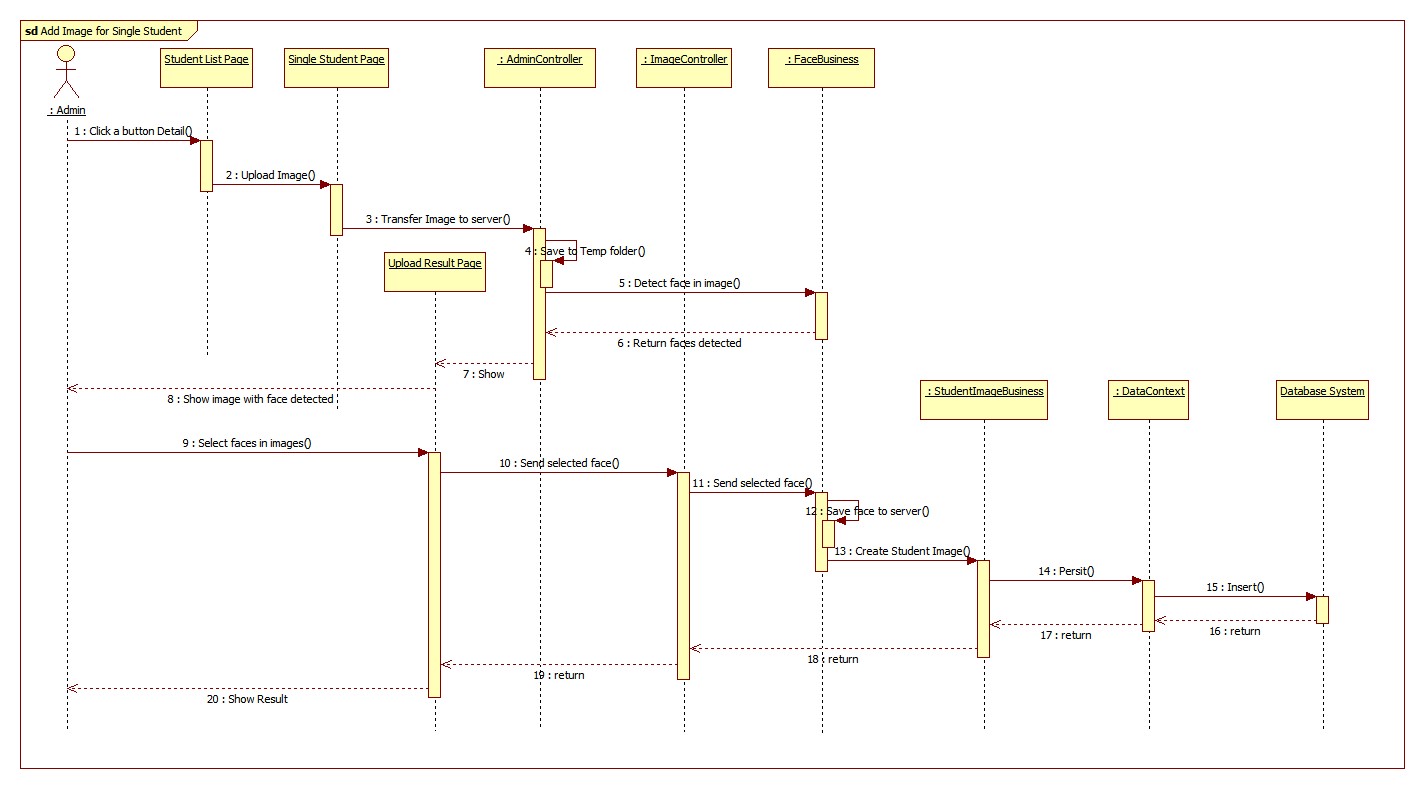 sd Add Image for Single Student
: Admin
Student List Page
Single Student Page
: AdminController
: ImageController
: FaceBusiness
1 : Click a button Detail()
2 : Upload Image()
3 : Transfer Image to server()
4 : Save to Temp folder()
Upload Result Page
5 : Detect face in image()
6 : Return faces detected
7 : Show
8 : Show image with face detected
: StudentImageBusiness
: DataContext
Database System
9 : Select faces in images()
10 : Send selected face()
11 : Send selected face()
12 : Save face to server()
13 : Create Student Image()
14 : Persit()
15 : Insert()
16 : return
17 : return
18 : return
19 : return
20 : Show Result